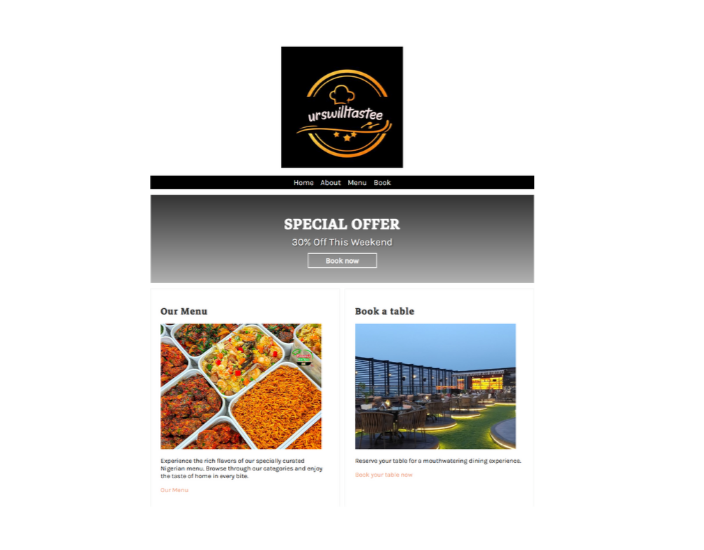 urswilltastee
Home About Menu Book
SPECIAL OFFER
30% Off This Weekend
Book now
Our Menu
Experience the rich flavors of our specially curated
Nigerian menu. Browse through our categories and enjoy
the taste of home in every bite.
Our Menu
Book a table
Reserve your table for a mouthwatering dining experience.
Book your table now